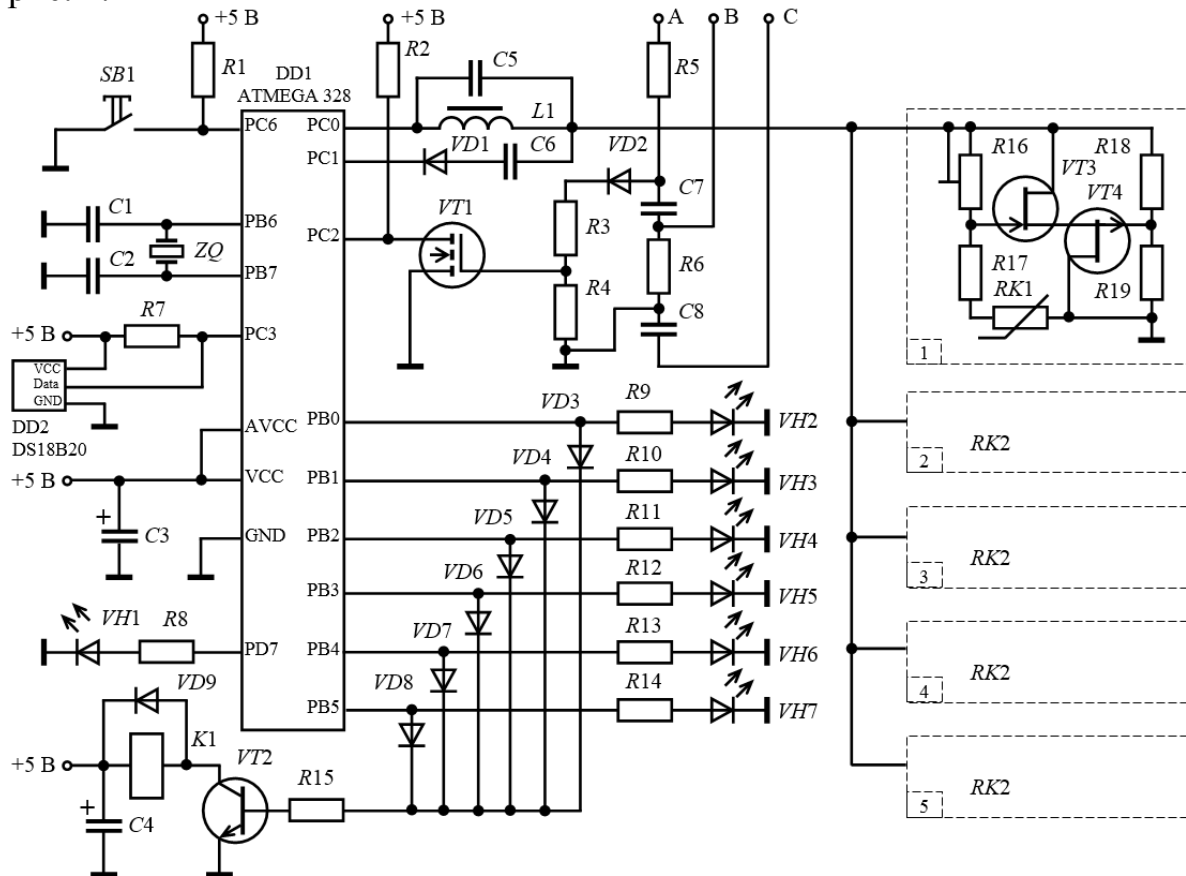 +5 В
+5 В
A
B
C
R1
R2
C5
R5
SB1
DD1
ATMEGA 328
L1
PC6
PC0
VD1
C6
VD2
R16
R18
VT3
VT4
PC1
C7
C1
PB6
PC2
VT1
R3
ZQ
R6
R17
C2
PB7
R4
RK1
R19
C8
R7
+5 В
PC3
1
VCC
Data
GND
DD2
DS18B20
AVCC
PB0
VD3
R9
VH2
RK2
2
VD4
R10
+5 В
VCC
PB1
VH3
VD5
R11
C3
GND
PB2
VH4
RK2
3
VD6
R12
PB3
VH5
VH1
R8
VD7
R13
PD7
PB4
VH6
RK2
4
VD9
VD8
R14
PB5
VH7
K1
+5 В
VT2
R15
RK2
5
+
C4
+